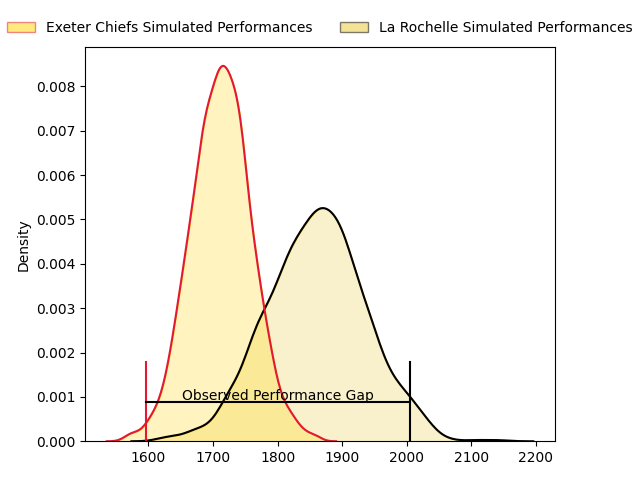 Exeter Chiefs Simulated Performances
La Rochelle Simulated Performances
0.008
0.007
0.006
0.005
0.004
0.003
0.002
0.001
0.000
Density
Observed Performance Gap
1600 1700 1800 1900 2000 2100 2200